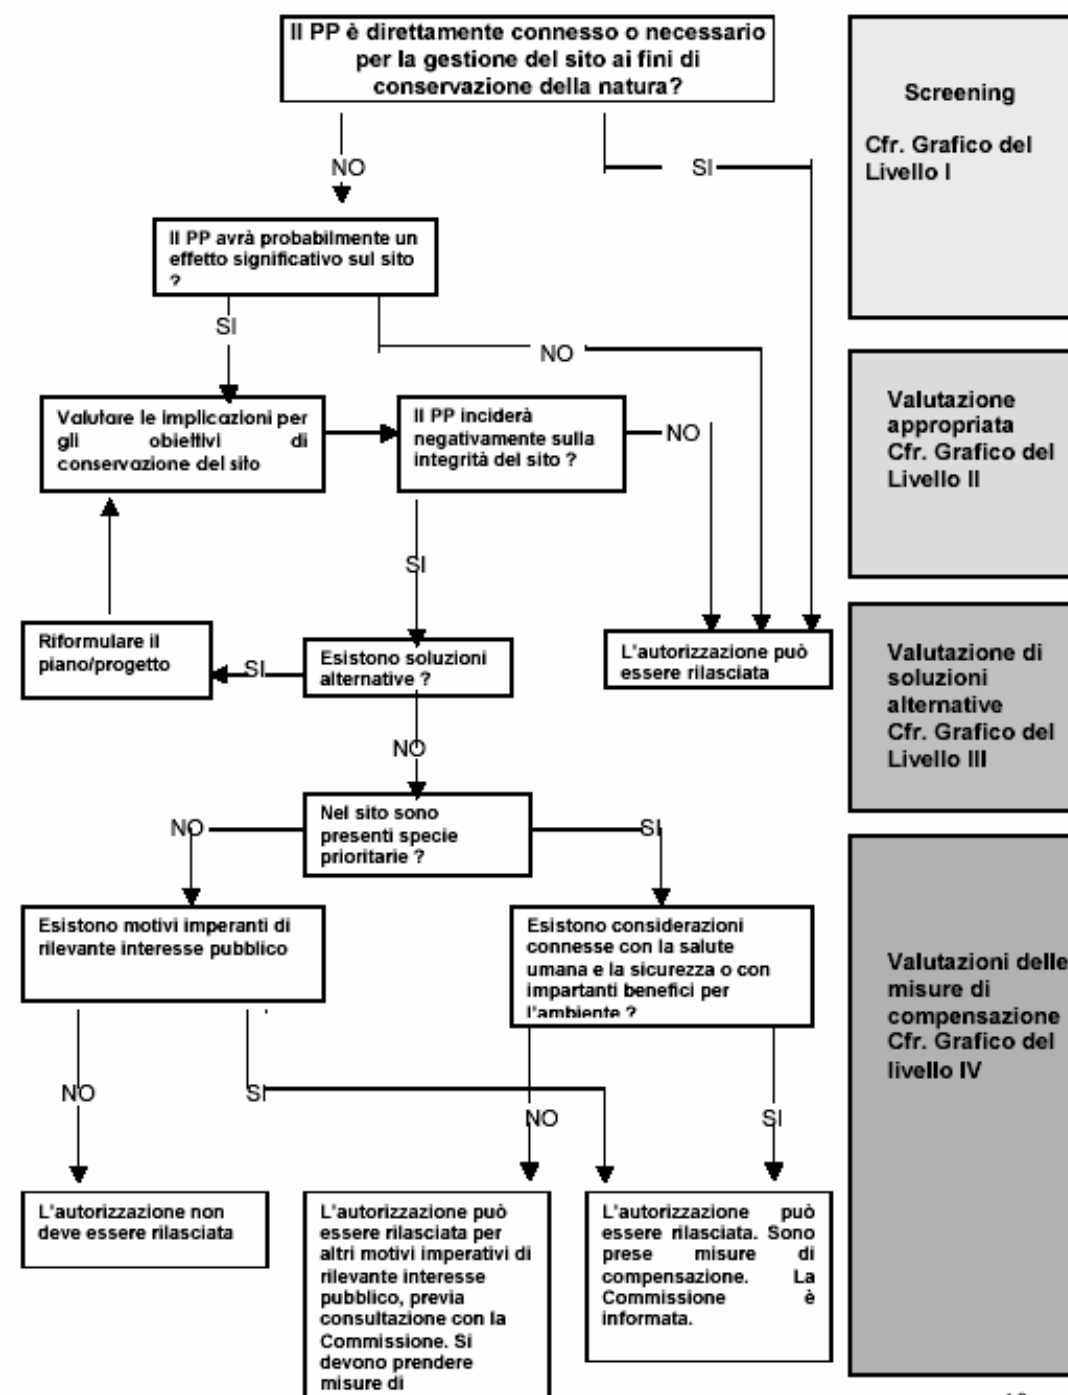 Il PP è direttamente connesso o necessario
per la gestione del sito ai fini di
conservazione della natura?
Screening
Cfr. Grafico del
Livello I
NO
SI
Il PP avrà probabilmente un
effetto significativo sul sito
?
SI
NO
Valutare le implicazioni per
gli obiettivi di
conservazione del sito
Il PP inciderà
negativamente sulla
integrità del sito ?
NO
Valutazione
appropriata
Cfr. Grafico del
Livello II
SI
Riformulare il
piano/progetto
SI
Esistono soluzioni
alternative ?
L'autorizzazione può
essere rilasciata
Valutazione di
soluzioni
alternative
Cfr. Grafico del
Livello III
NO
Nel sito sono
presenti specie
prioritarie ?
NO
SI
Esistono motivi imperanti di
rilevante interesse pubblico
Esistono considerazioni
connesse con la salute
umana e la sicurezza o con
impartanti benefici per
l'ambiente ?
Valutazioni delle
misure di
compensazione
Cfr. Grafico del
livello IV
NO
SI
NO
SI
L'autorizzazione non
deve essere rilasciata
L'autorizzazione può
essere rilasciata per
altri motivi imperativi di
rilevante interesse
pubblico, previa
consultazione con la
Commissione. Si
devono prendere
misure di
L'autorizzazione può
essere rilasciata. Sono
prese misure di
compensazione. La
Commissione è
informata.